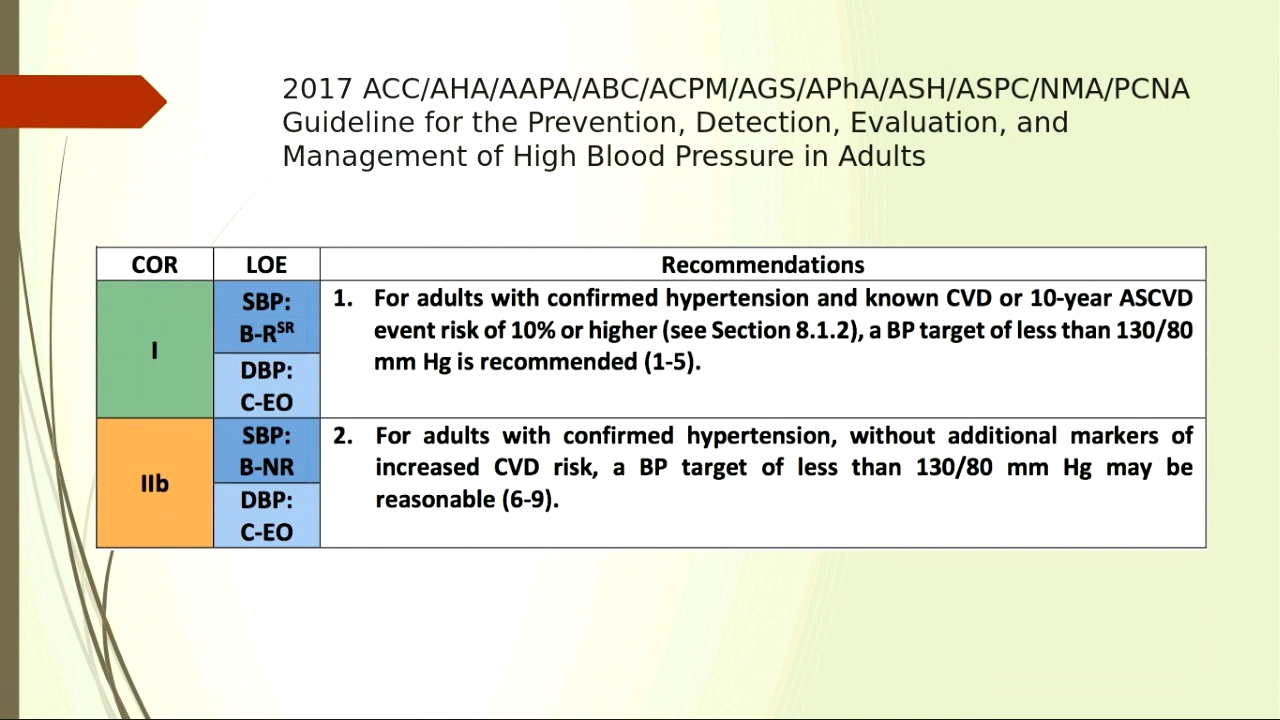 2017 ACC/AHA/AAPA/ABC/ACPM/AGS/APhA/ASH/ASPC/NMA/PCNA
Guideline for the Prevention, Detection, Evaluation, and
Management of High Blood Pressure in Adults
COR LOE Recommendations
I
SBP:
B-R^SR
DBP:
C-EO
1. For adults with confirmed hypertension and known CVD or 10-year ASCVD
event risk of 10% or higher (see Section 8.1.2), a BP target of less than 130/80
mm Hg is recommended (1-5).
IIb
SBP:
B-NR
DBP:
C-EO
2. For adults with confirmed hypertension, without additional markers of
increased CVD risk, a BP target of less than 130/80 mm Hg may be
reasonable (6-9).